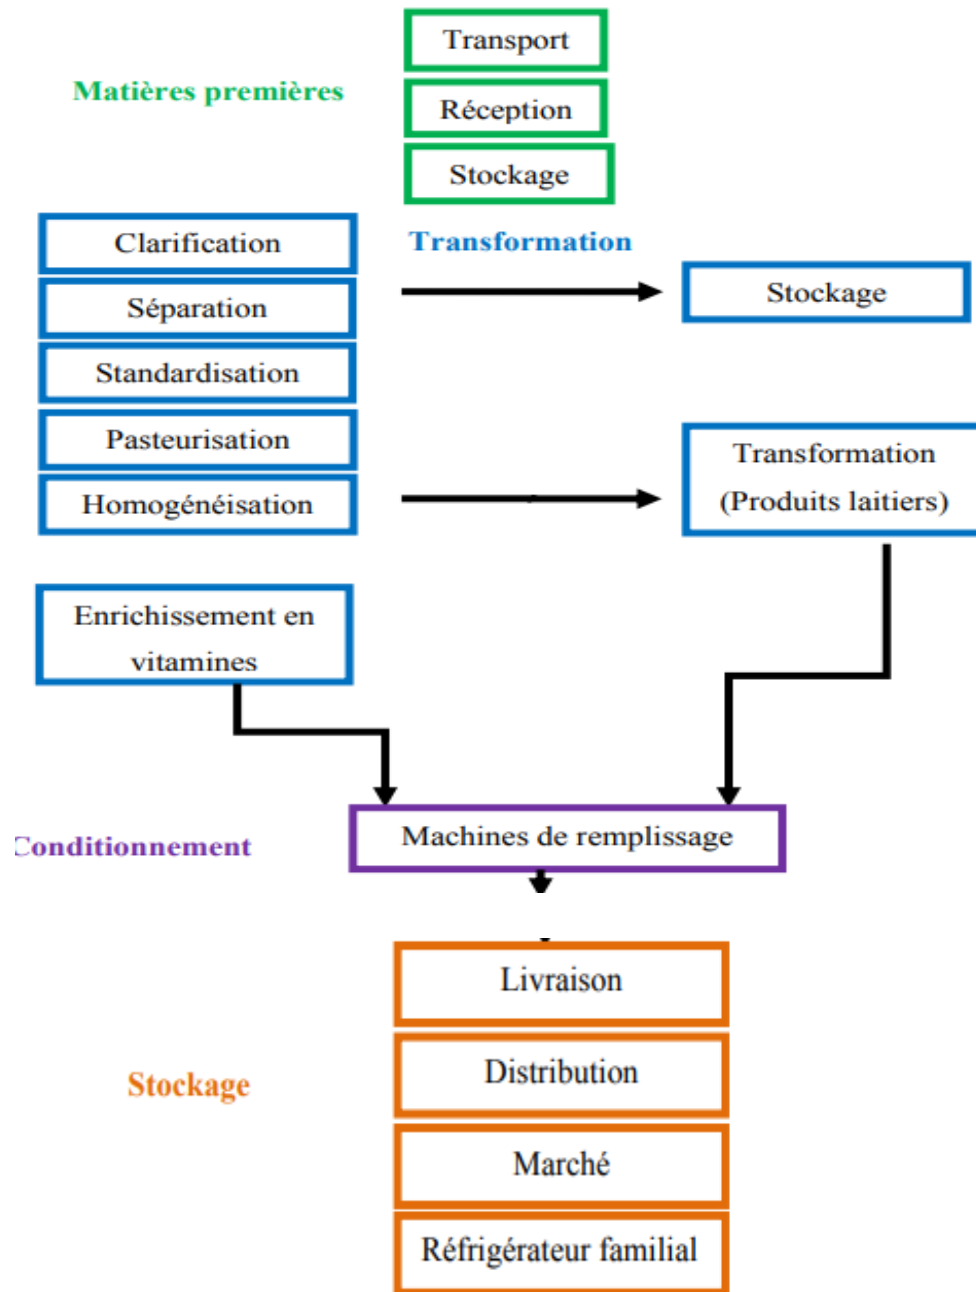 Transport
Matières premières
Réception
Stockage
Clarification
Transformation
Séparation
Stockage
Standardisation
Pasteurisation
Transformation
(Produits laitiers)
Homogénéisation
Enrichissement en
vitamines
Machines de remplissage
Conditionnement
Livraison
Distribution
Stockage
Marché
Réfrigérateur familial